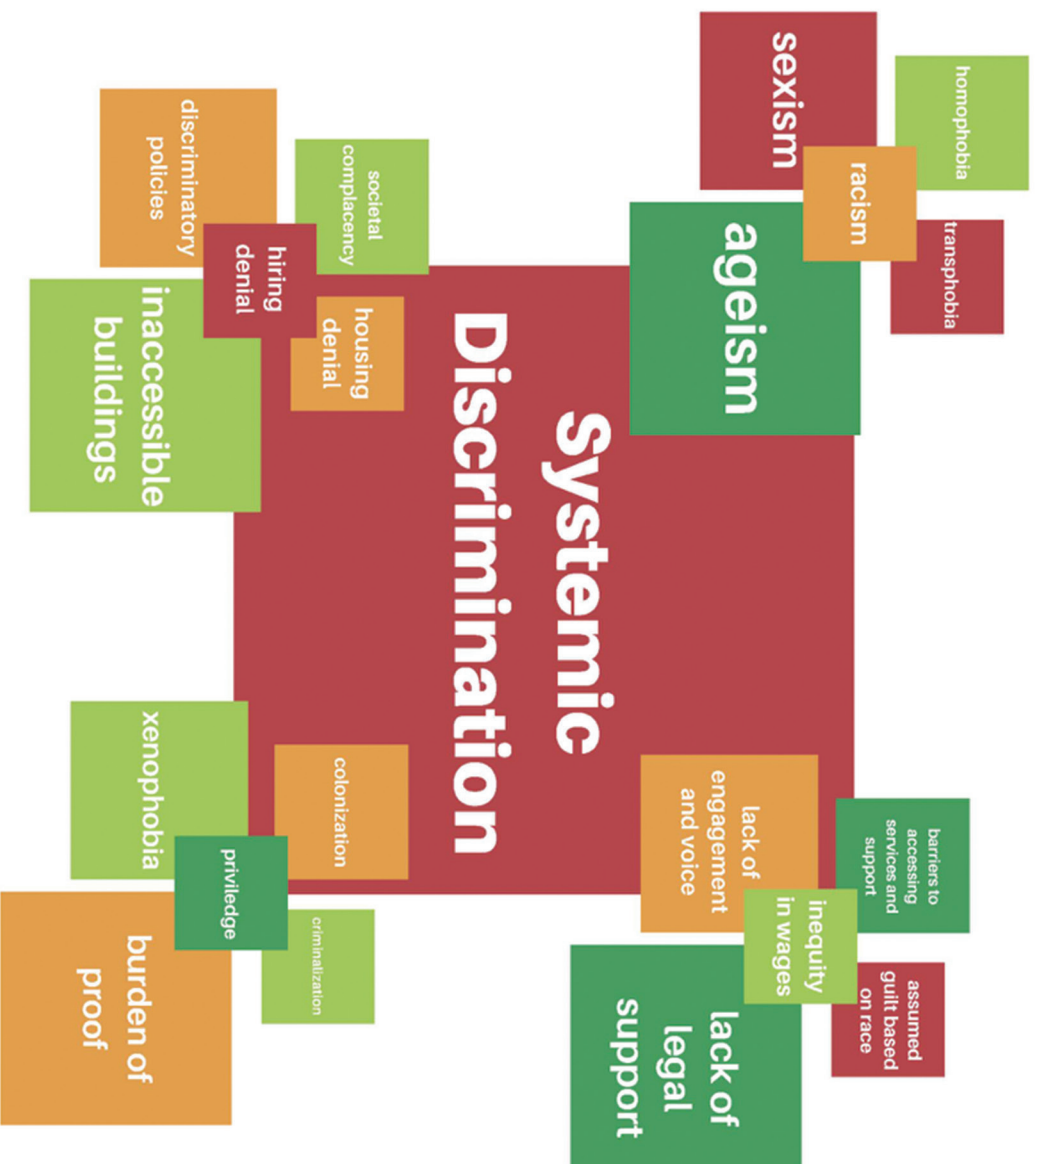 homophobia
transphobia
sexism
racism
ageism
barriers to
accessing
services and
support
assumed
guilt based
on race
lack of
engagement
and voice
inequity
in wages
lack of
legal
support
Systemic
Discrimination
societal
complacency
housing
denial
discriminatory
policies
hiring
denial
inaccessible
buildings
colonization
criminalization
xenophobia
priviledge
burden of
proof